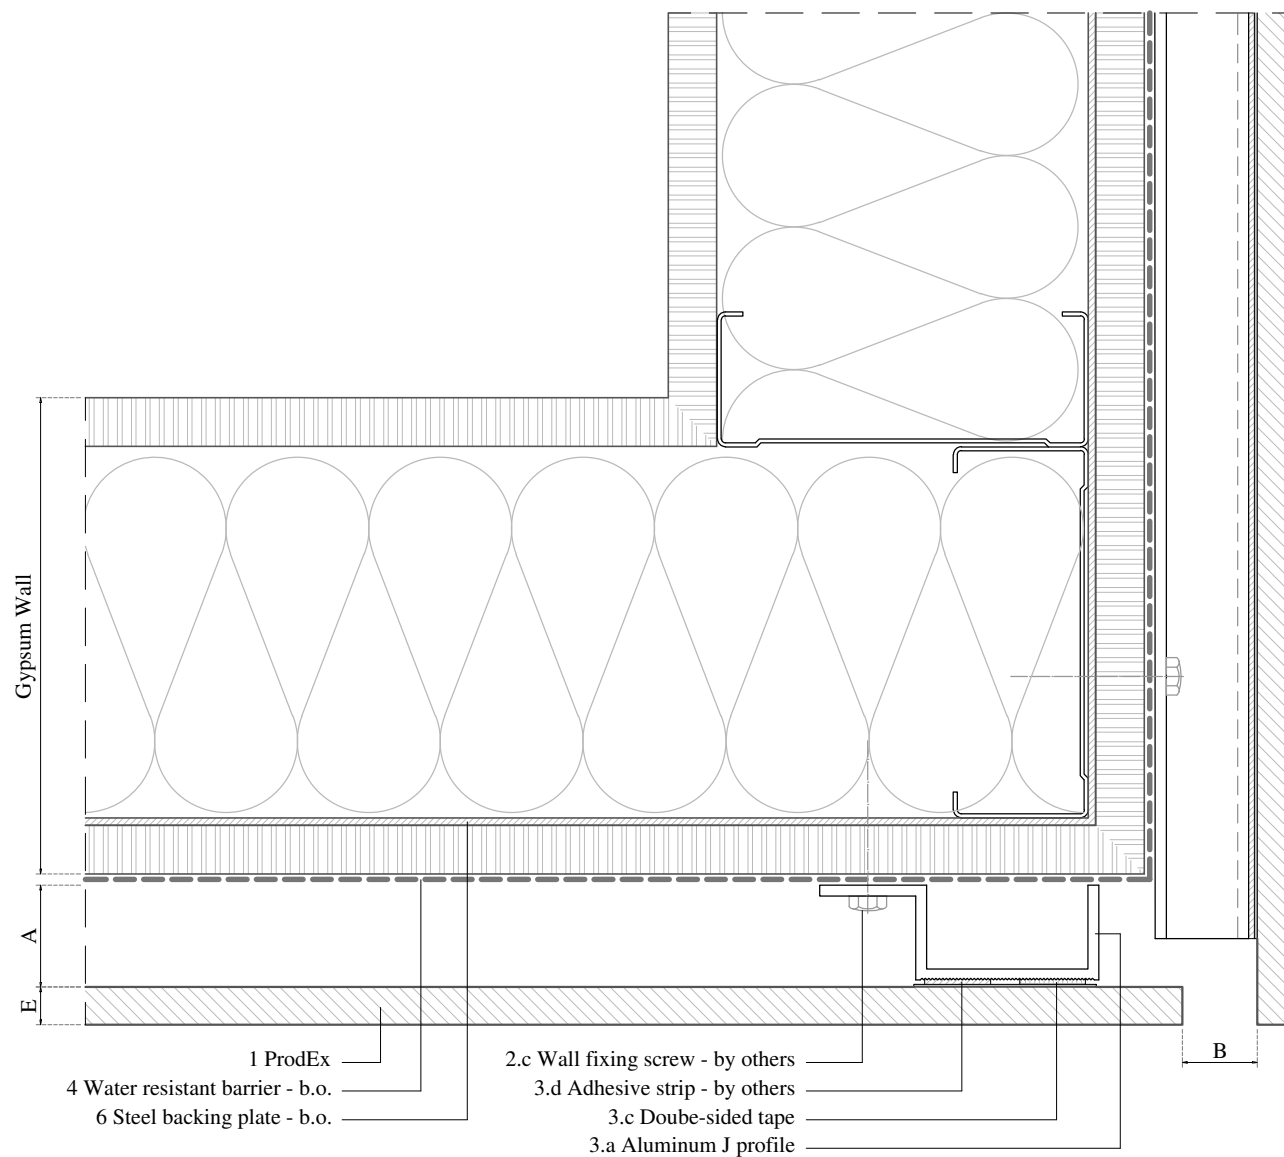 Gypsum Wall
A
E
B
1 ProdEx
4 Water resistant barrier - b.o.
6 Steel backing plate - b.o.
2.c Wall fixing screw - by others
3.d Adhesive strip - by others
3.c Doube-sided tape
3.a Aluminum J profile